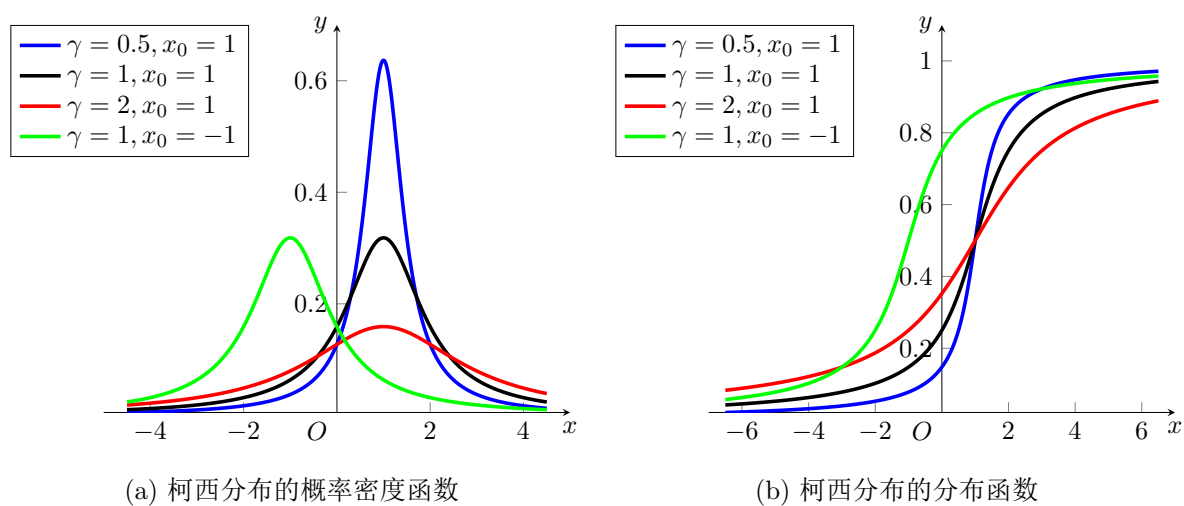 y
γ = 0.5, x₀ = 1
γ = 1, x₀ = 1
γ = 2, x₀ = 1
γ = 1, x₀ = −1
0.6
0.4
0.2
−4 −2 O 2 4 x
(a) 柯西分布的概率密度函数
y
γ = 0.5, x₀ = 1
γ = 1, x₀ = 1
γ = 2, x₀ = 1
γ = 1, x₀ = −1
1
0.8
0.6
0.4
0.2
−6 −4 −2 O 2 4 6 x
(b) 柯西分布的分布函数